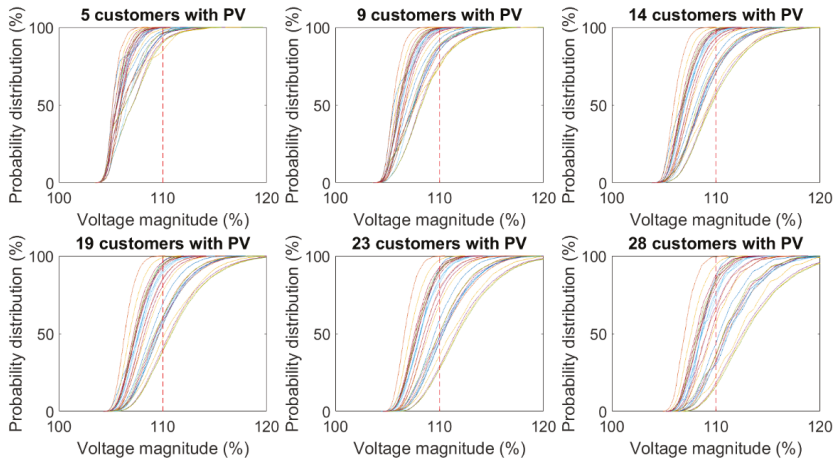 5 customers with PV
Probability distribution (%)
100
50
0
100
110
120
Voltage magnitude (%)
9 customers with PV
Probability distribution (%)
100
50
0
100
110
120
Voltage magnitude (%)
14 customers with PV
Probability distribution (%)
100
50
0
100
110
120
Voltage magnitude (%)
19 customers with PV
Probability distribution (%)
100
50
0
100
110
120
Voltage magnitude (%)
23 customers with PV
Probability distribution (%)
100
50
0
100
110
120
Voltage magnitude (%)
28 customers with PV
Probability distribution (%)
100
50
0
100
110
120
Voltage magnitude (%)